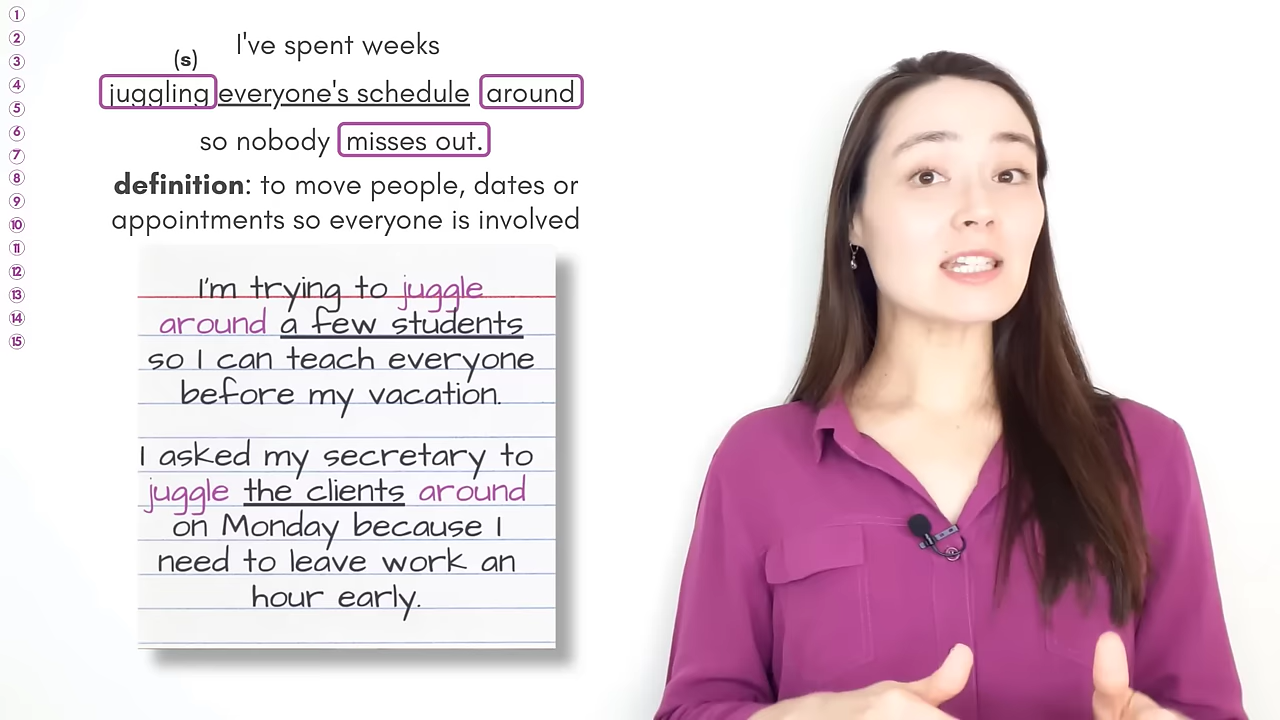 ①
②
③
④
⑤
⑥
⑦
⑧
⑨
⑩
⑪
⑫
⑬
⑭
⑮
I've spent weeks
(s)
juggling everyone's schedule around
so nobody misses out.
definition: to move people, dates or
appointments so everyone is involved
I'm trying to juggle
around a few students
so I can teach everyone
before my vacation.
I asked my secretary to
juggle the clients around
on Monday because I
need to leave work an
hour early.